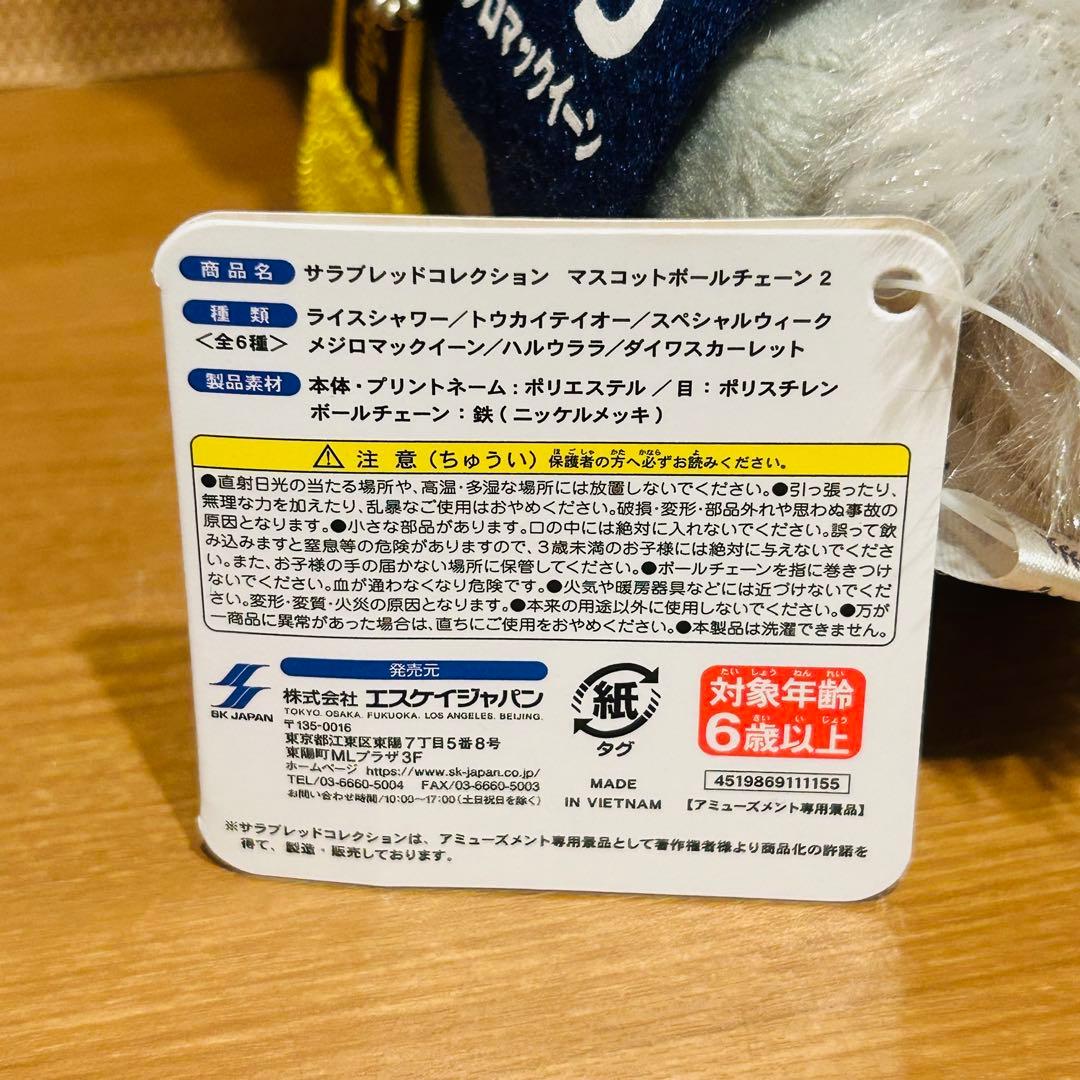 ロマックイーン
商品名 サラブレッドコレクション マスコットボールチェーン2
種類 ライスシャワー／トウカイテイオー／スペシャルウィーク
<全6種> メジロマックイーン／ハルウララ／ダイワスカーレット
製品素材 本体・プリントネーム:ポリエステル／目:ポリスチレン
ボールチェーン:鉄(ニッケルメッキ)
⚠注意(ちゅうい)保護者の方へ必ずお読みください。
●直射日光の当たる場所や、高温・多湿な場所には放置しないでください。●引っ張ったり、
無理な力を加えたり、乱暴なご使用はおやめください。破損・変形・部品外れや思わぬ事故の
原因となります。●小さな部品があります。口の中には絶対に入れないでください。誤って飲
み込みますと窒息等の危険がありますので、3歳未満のお子様には絶対に与えないでくださ
い。また、お子様の手の届かない場所に保管してください。●ボールチェーンを指に巻きつけ
ないでください。血が通わなくなり危険です。●火気や暖房器具などには近づけないでくださ
い。変形・変質・火災の原因となります。●本来の用途以外に使用しないでください。●万が
一商品に異常があった場合は、直ちにご使用をおやめください。●本製品は洗濯できません。
SK JAPAN
発売元
株式会社 エスケイジャパン
TOKYO. OSAKA. FUKUOKA. LOS ANGELES. BEIJING.
〒135-0016
東京都江東区東陽7丁目5番8号
東陽町MLプラザ3F
ホームページ https://www.sk-japan.co.jp/
TEL/03-6660-5004 FAX/03-6660-5003
お問い合わせ時間/10:00～17:00(土日祝日を除く)
紙
タグ
MADE
IN VIETNAM
たいしょうねんれい
対象年齢
さいいじょう
6歳以上
4519869111155
【アミューズメント専用景品】
※サラブレッドコレクションは、アミューズメント専用景品として著作権者様より商品化の許諾を
得て、製造・販売しております。